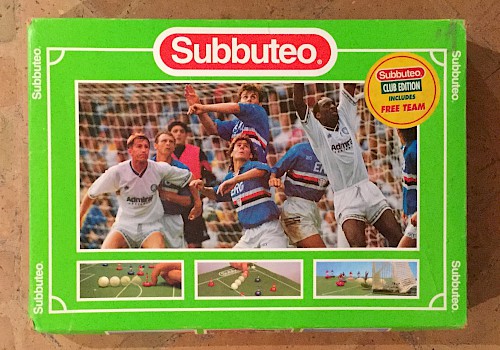 Subbuteo®
Subbuteo.
Subbuteo.
Subbuteo
CLUB EDITION
INCLUDES
FREE TEAM
ERG
ERG
Admiral
Admiral
Subbuteo.
Subbuteo.